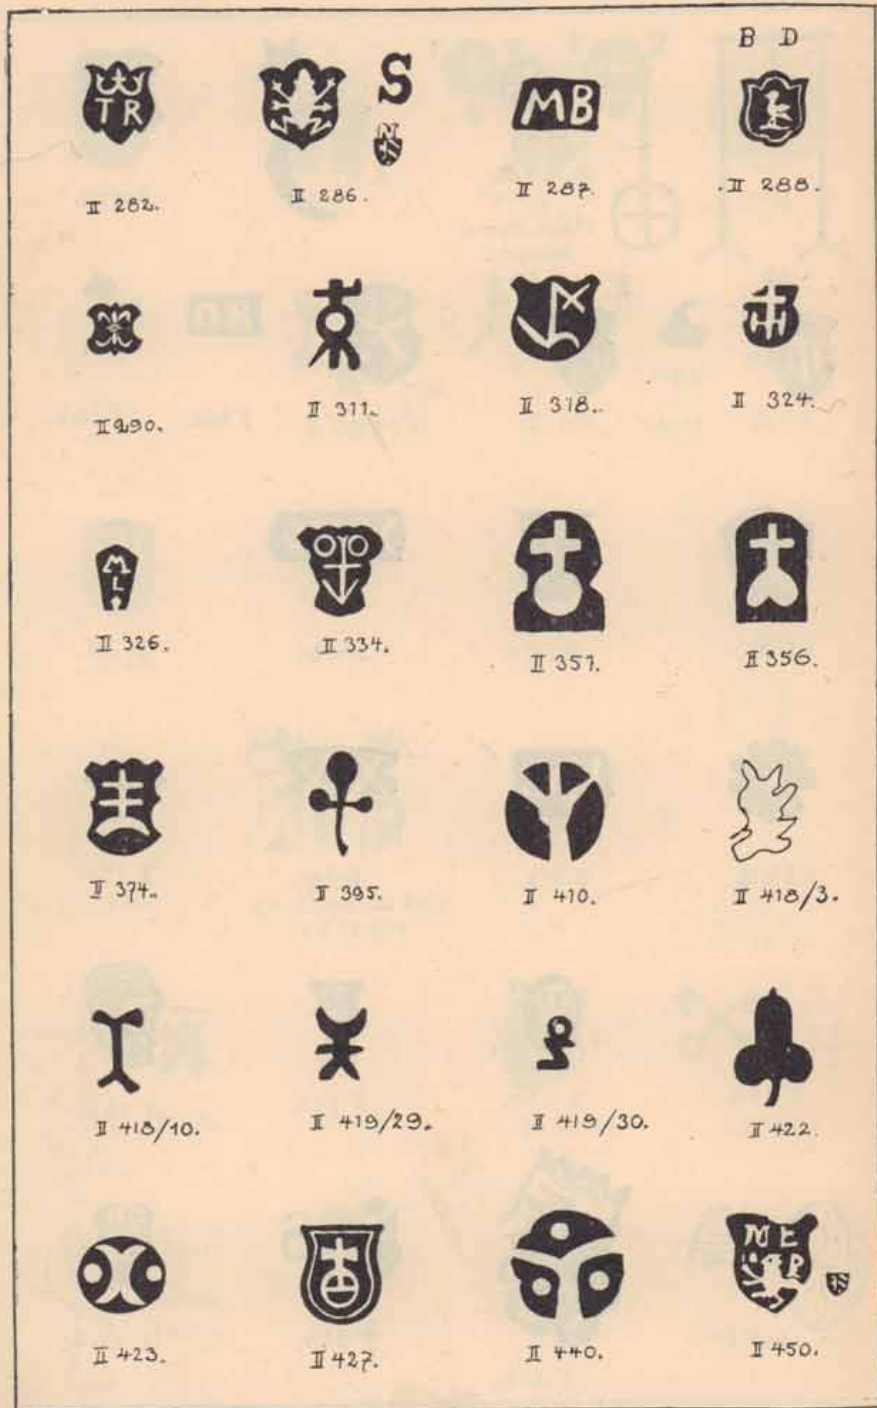 B D
TR
S
N
MB
II 282.
II 286.
II 287.
II 288.
II 290.
II 311.
II 318.
II 324.
M
L
II 326.
II 334.
II 357.
II 356.
II 374.
II 395.
II 410.
II 418/3.
II 418/10.
II 419/29.
II 419/30.
II 422.
N E
P
II 423.
II 427.
II 440.
II 450.